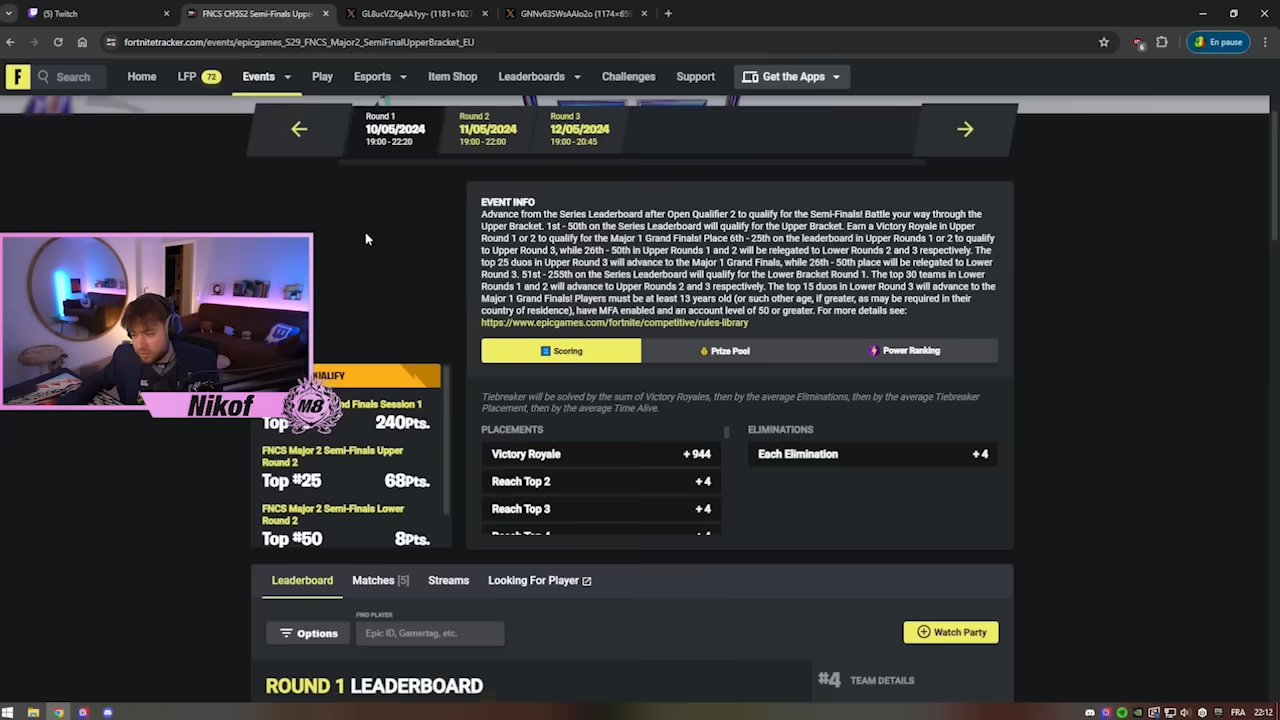 Twitch
FNCS CH5S2 Semi-Finals Upper
GL8ucVZXgAA1yy- (1181×102
GNNv63SWsAAlo2o (1174×65
fortnitetracker.com/events/epicgames_S29_FNCS_Major2_SemiFinalUpperBracket_EU
6
En pause
F
Search
Home
LFP 72
Events
Play
Esports
Item Shop
Leaderboards
Challenges
Support
Get the Apps
Round 1
10/05/2024
19:00 - 22:20
Round 2
11/05/2024
19:00 - 22:00
Round 3
12/05/2024
19:00 - 20:45
EVENT INFO
Advance from the Series Leaderboard after Open Qualifier 2 to qualify for the Semi-Finals! Battle your way through the
Upper Bracket. 1st - 50th on the Series Leaderboard will qualify for the Upper Bracket. Earn a Victory Royale in Upper
Round 1 or 2 to qualify for the Major 1 Grand Finals! Place 6th - 25th on the leaderboard in Upper Rounds 1 or 2 to qualify
to Upper Round 3, while 26th - 50th in Upper Rounds 1 and 2 will be relegated to Lower Rounds 2 and 3 respectively. The
top 25 duos in Upper Round 3 will advance to the Major 1 Grand Finals, while 26th - 50th place will be relegated to Lower
Round 3. 51st - 255th on the Series Leaderboard will qualify for the Lower Bracket Round 1. The top 30 teams in
Lower Rounds 1 and 2 will advance to Rounds 2 and 3 respectively. The top 15 duos in Lower Round 3 will advance to the
Major 1 Grand Finals! Players must be at least 13 years old (or such other age, if greater, as may be required in their
country of residence), have MFA enabled and an account level of 50 or greater. For more details see:
https://www.epicgames.com/fortnite/competitive/rules-library
Scoring
Prize Pool
Power Ranking
Tiebreaker will be solved by the sum of Victory Royales, then by the average Eliminations, then by the average Tiebreaker
Placement, then by the average Time Alive.
PLACEMENTS
Victory Royale + 944
Reach Top 2 + 4
Reach Top 3 + 4
Reach Top 4 + 4
ELIMINATIONS
Each Elimination + 4
UALIFY
nd Finals Session 1
Top 240Pts.
FNCS Major 2 Semi-Finals Upper
Round 2
Top #25 68Pts.
FNCS Major 2 Semi-Finals Lower
Round 2
Top #50 8Pts.
Nikof
M8
Leaderboard
Matches [5]
Streams
Looking For Player
Options
FIND PLAYER
Epic ID, Gamertag, etc.
Watch Party
ROUND 1 LEADERBOARD
#4 TEAM DETAILS
FRA
22:12